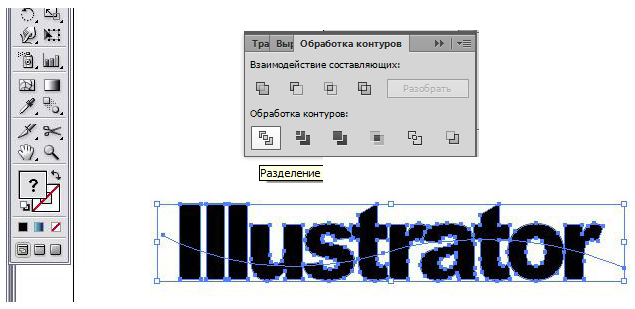 Тра Выр Обработка контуров
Взаимодействие составляющих:
Разобрать
Обработка контуров:
Разделение
?
Illustrator